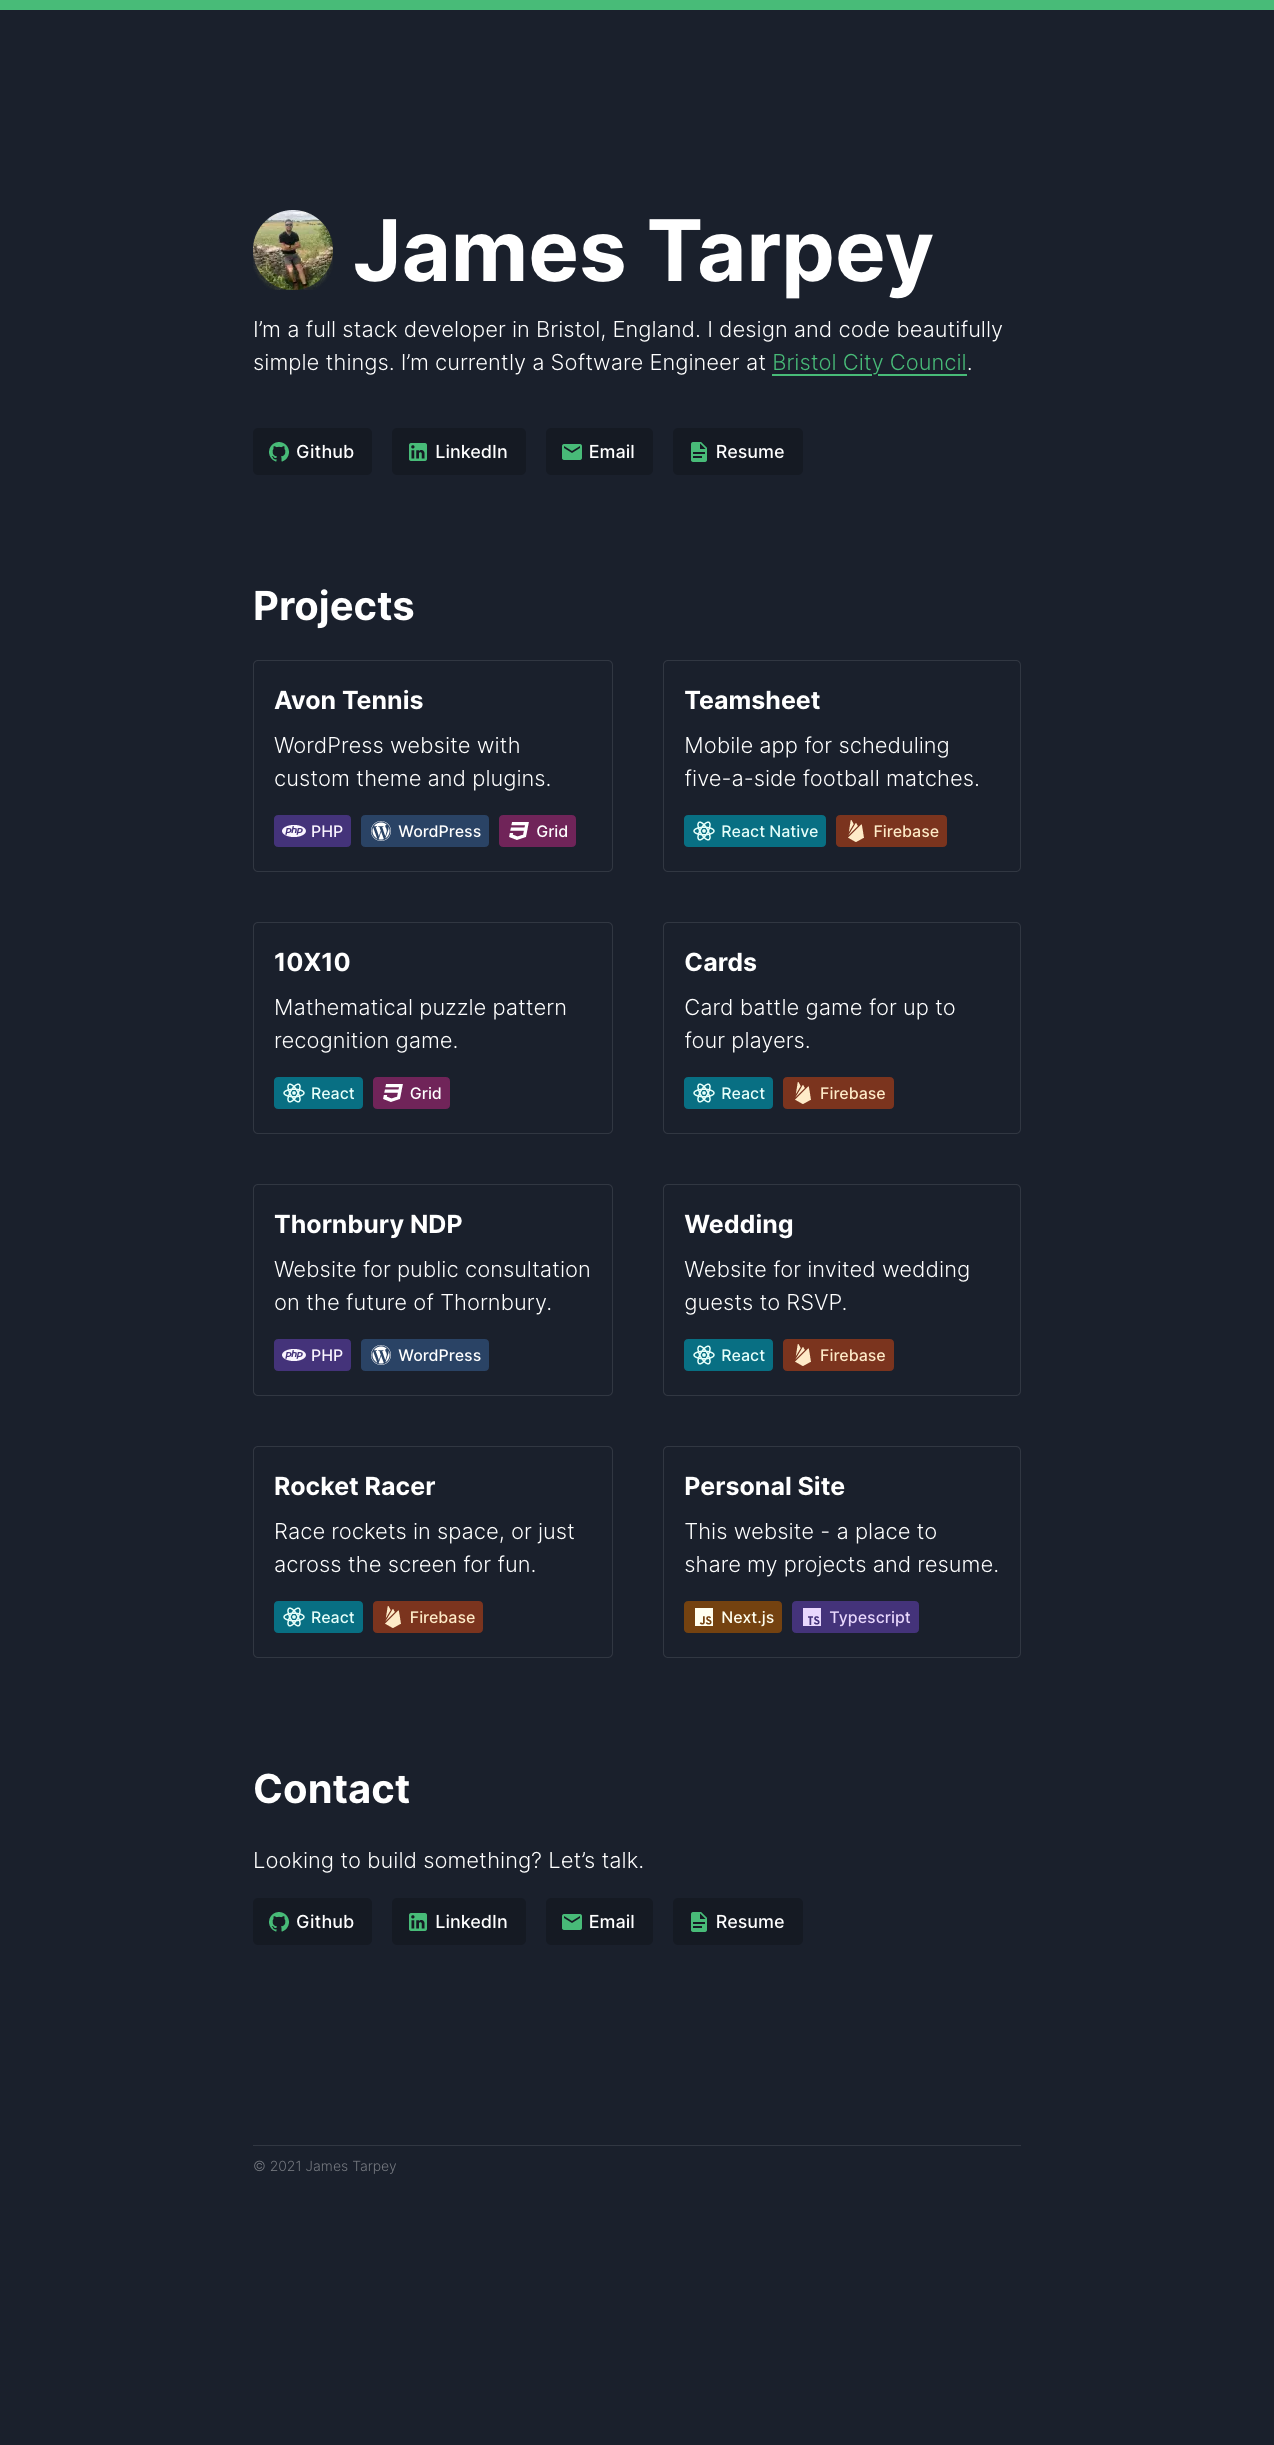 James Tarpey
I’m a full stack developer in Bristol, England. I design and code beautifully
simple things. I’m currently a Software Engineer at Bristol City Council.
Github LinkedIn Email Resume
Projects
Avon Tennis
WordPress website with
custom theme and plugins.
php PHP WordPress Grid
Teamsheet
Mobile app for scheduling
five-a-side football matches.
React Native Firebase
10X10
Mathematical puzzle pattern
recognition game.
React Grid
Cards
Card battle game for up to
four players.
React Firebase
Thornbury NDP
Website for public consultation
on the future of Thornbury.
php PHP WordPress
Wedding
Website for invited wedding
guests to RSVP.
React Firebase
Rocket Racer
Race rockets in space, or just
across the screen for fun.
React Firebase
Personal Site
This website - a place to
share my projects and resume.
JS Next.js TS Typescript
Contact
Looking to build something? Let’s talk.
Github LinkedIn Email Resume
© 2021 James Tarpey